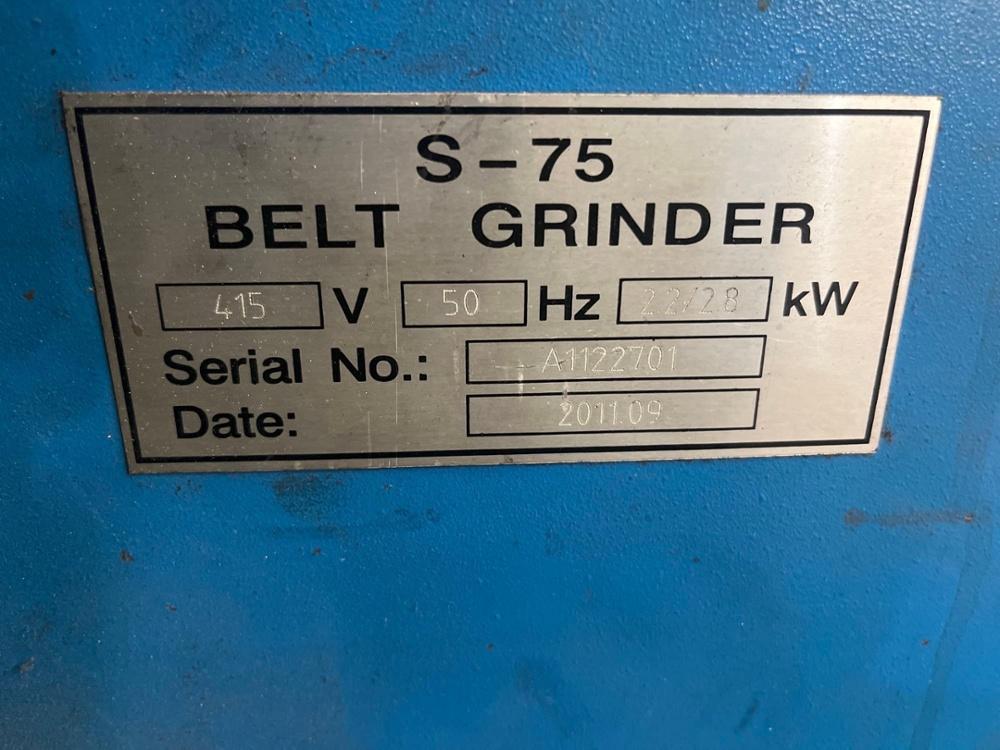 S-75
BELT GRINDER
415 V 50 Hz 2.2/2.8 kW
Serial No.: A1122701
Date: 2011.09